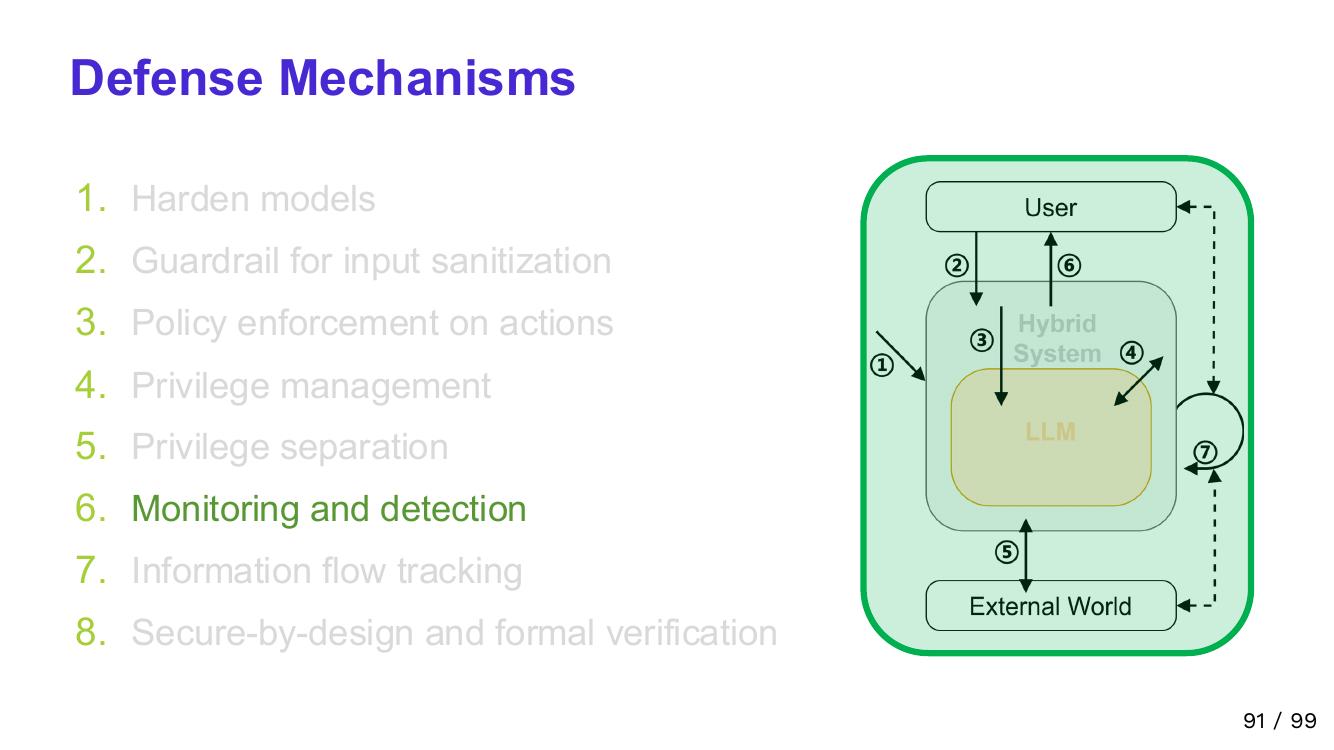 Defense Mechanisms
1. Harden models
2. Guardrail for input sanitization
3. Policy enforcement on actions
4. Privilege management
5. Privilege separation
6. Monitoring and detection
7. Information flow tracking
8. Secure-by-design and formal verification
User
② ⑥
Hybrid
System
③ ④
①
LLM
⑦
⑤
External World
91 / 99